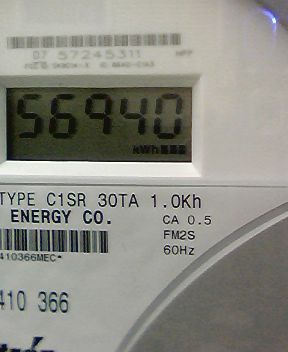 07 57245311
56940
kWh
TYPE C1SR 30TA 1.0Kh
ENERGY CO.
CA 0.5
FM2S
60Hz
410366MEC*
410 366